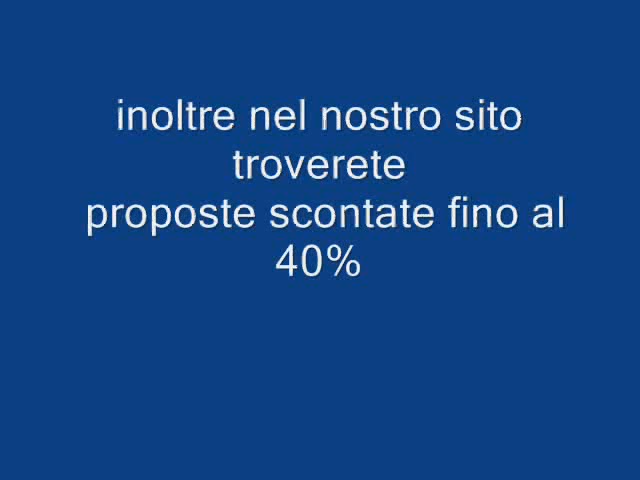 inoltre nel nostro sito
troverete
proposte scontate fino al
40%